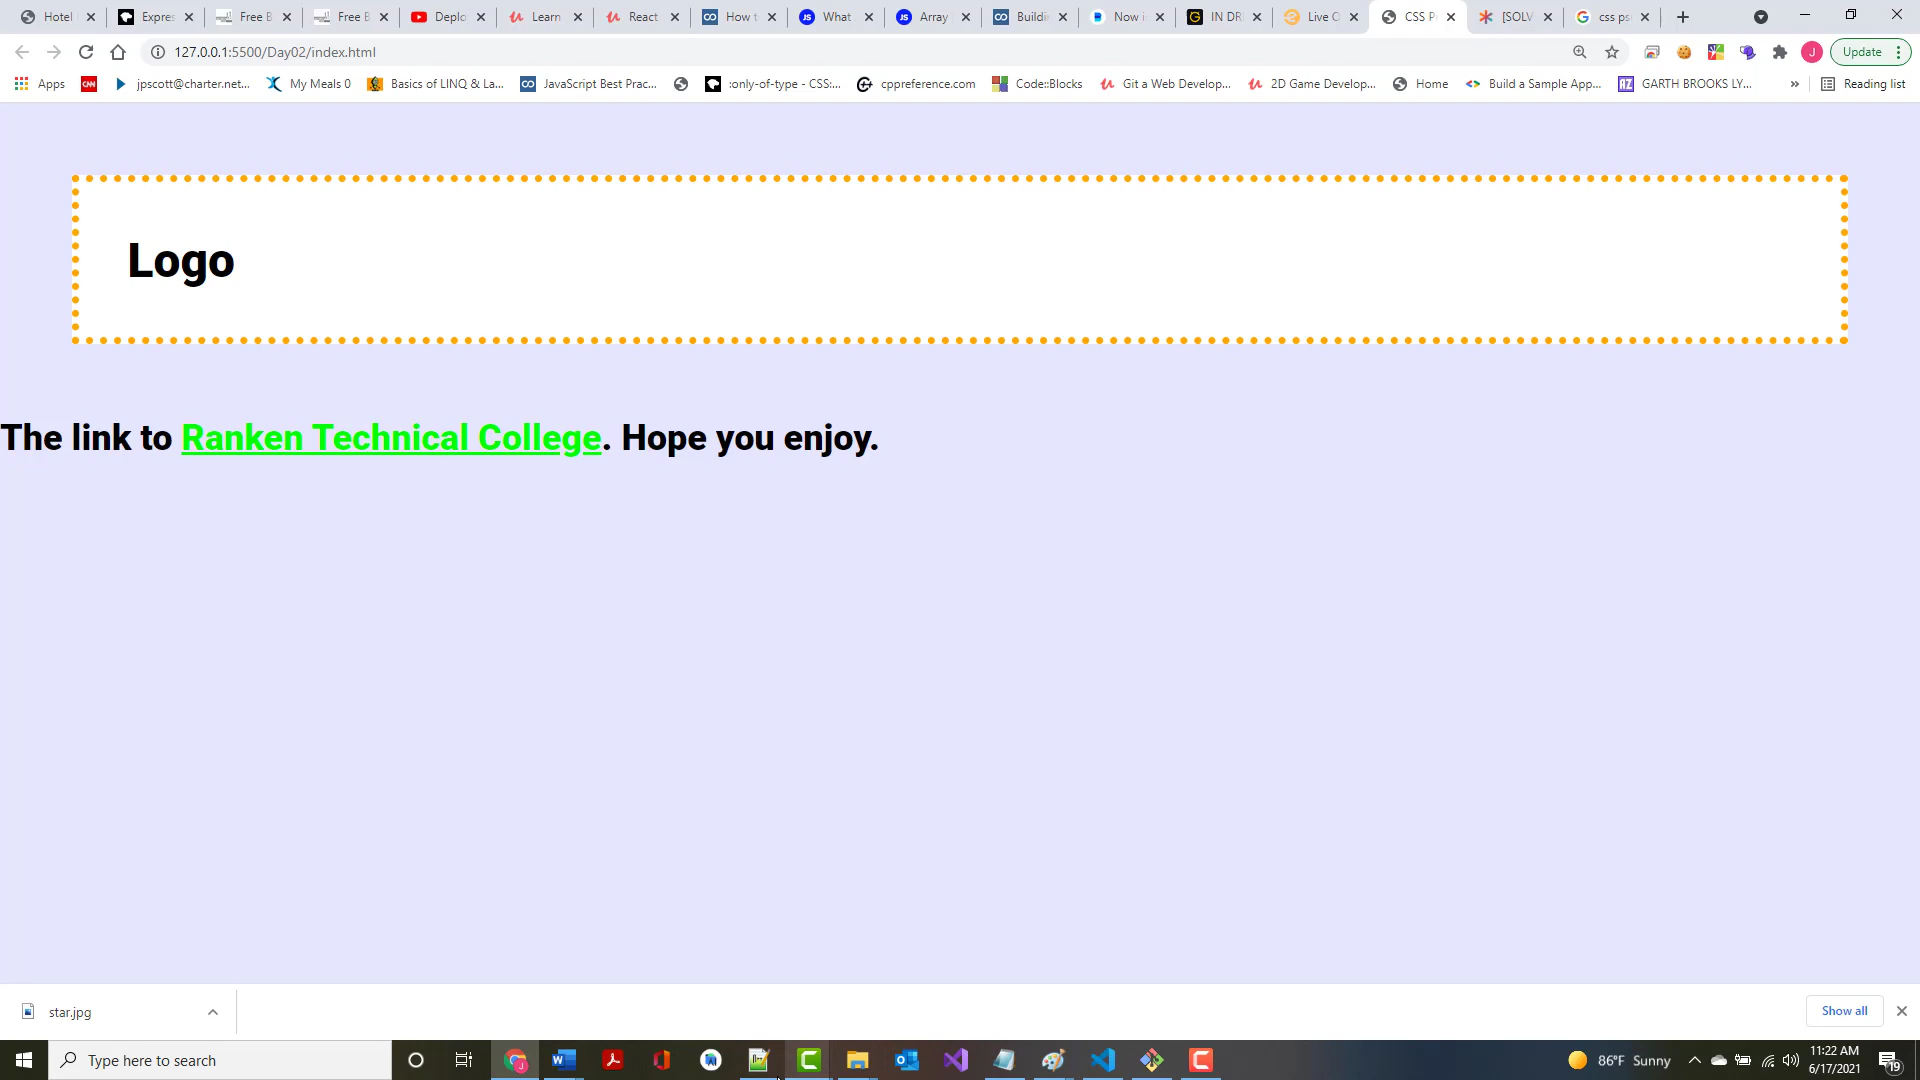 Hotel Expres Free B Free B Deplo Learn React How t What Array Buildi Now i IN DR Live C CSS P [SOLV css ps
127.0.0.1:5500/Day02/index.html Update
Apps CNN jpscott@charter.net... My Meals 0 Basics of LINQ & La... JavaScript Best Prac... :only-of-type - CSS:... cppreference.com Code::Blocks Git a Web Develop... 2D Game Develop... Home Build a Sample App... GARTH BROOKS LY... » Reading list
Logo
The link to Ranken Technical College. Hope you enjoy.
star.jpg Show all
Type here to search 86°F Sunny 11:22 AM
6/17/2021 19